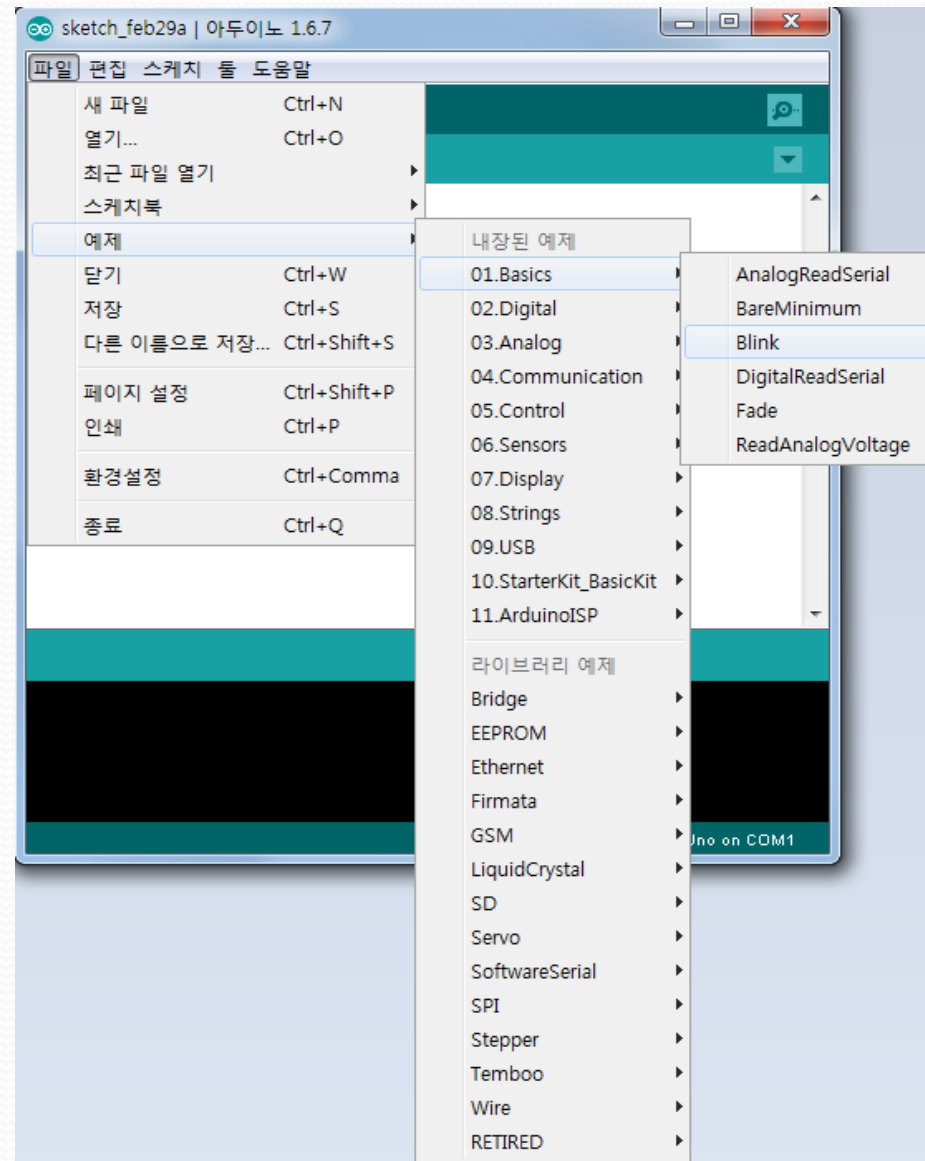 sketch_feb29a | 아두이노 1.6.7
파일 편집 스케치 툴 도움말
새 파일 Ctrl+N
열기... Ctrl+O
최근 파일 열기
스케치북
예제
닫기 Ctrl+W
저장 Ctrl+S
다른 이름으로 저장... Ctrl+Shift+S
페이지 설정 Ctrl+Shift+P
인쇄 Ctrl+P
환경설정 Ctrl+Comma
종료 Ctrl+Q
내장된 예제
01.Basics
02.Digital
03.Analog
04.Communication
05.Control
06.Sensors
07.Display
08.Strings
09.USB
10.StarterKit_BasicKit
11.ArduinoISP
라이브러리 예제
Bridge
EEPROM
Ethernet
Firmata
GSM
LiquidCrystal
SD
Servo
SoftwareSerial
SPI
Stepper
Temboo
Wire
RETIRED
AnalogReadSerial
BareMinimum
Blink
DigitalReadSerial
Fade
ReadAnalogVoltage
Uno on COM1